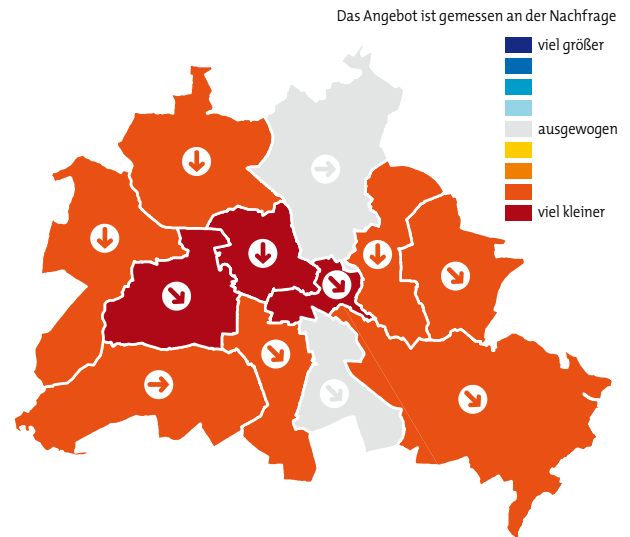 Das Angebot ist gemessen an der Nachfrage
viel größer
ausgewogen
viel kleiner